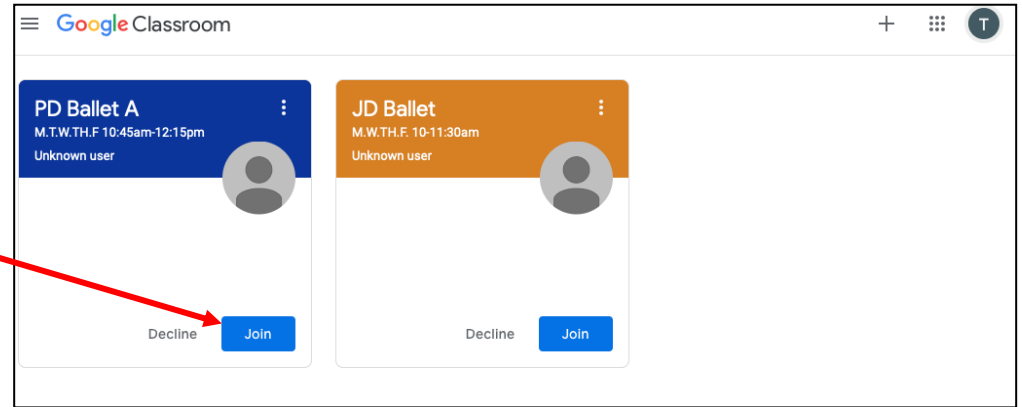 Google Classroom
T
PD Ballet A
M.T.W.TH.F 10:45am-12:15pm
Unknown user
Decline
Join
JD Ballet
M.W.TH.F. 10-11:30am
Unknown user
Decline
Join